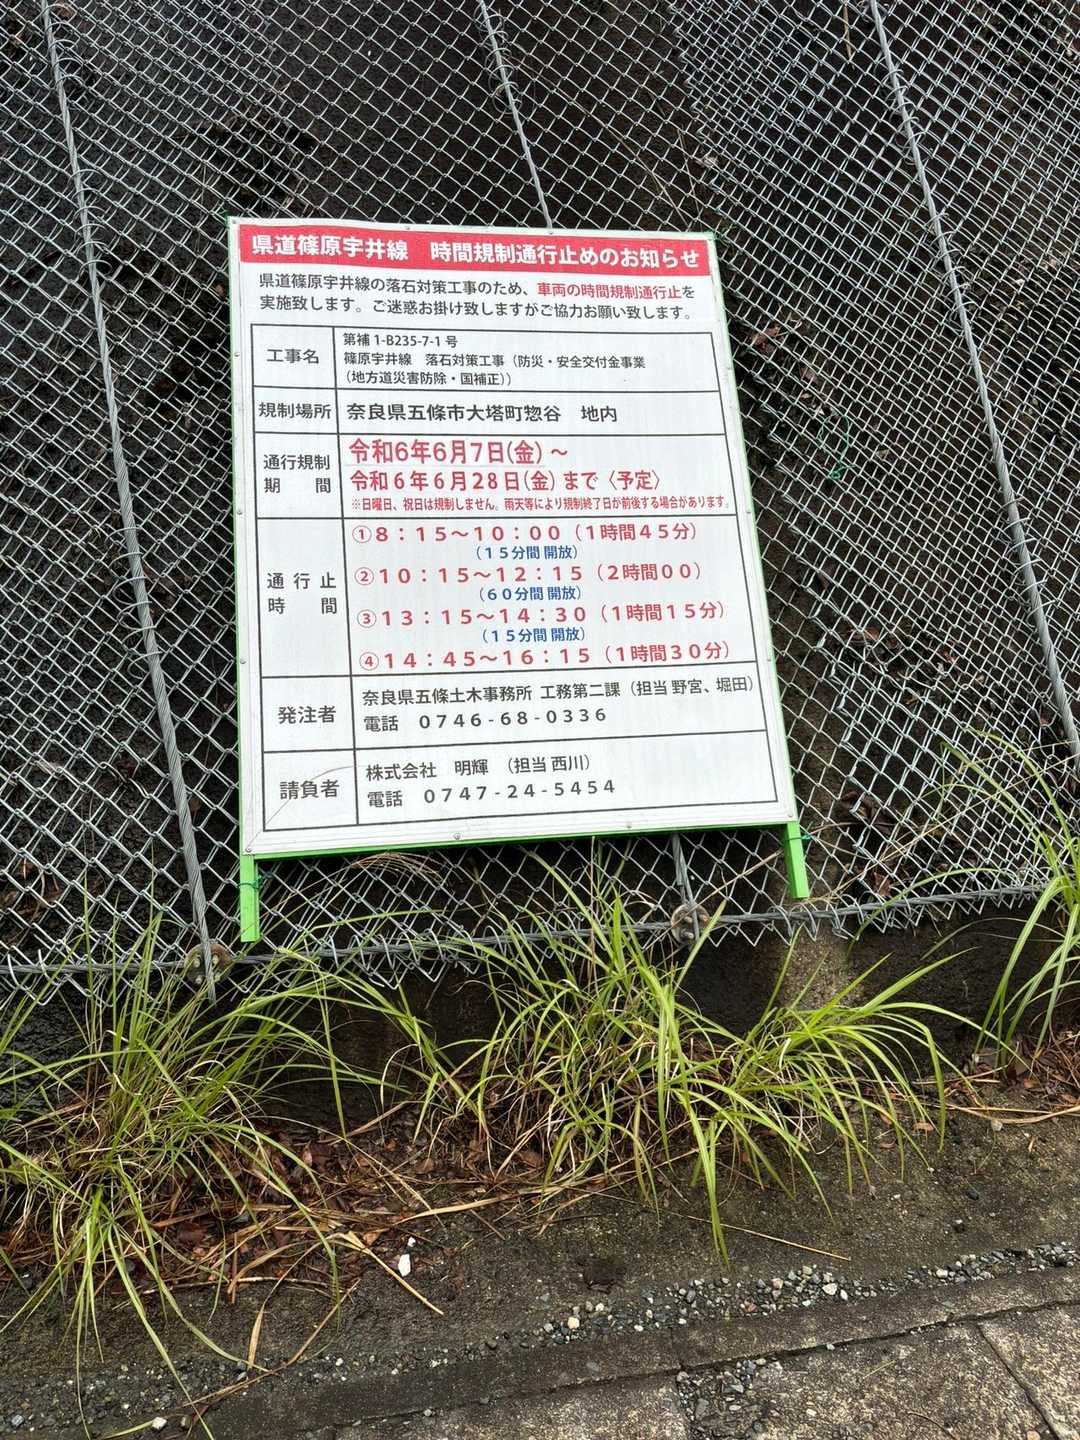 県道篠原宇井線　時間規制通行止めのお知らせ
県道篠原宇井線の落石対策工事のため、車両の時間規制通行止を
実施致します。ご迷惑お掛け致しますがご協力お願い致します。
工事名
第補1-B235-7-1号
篠原宇井線　落石対策工事（防災・安全交付金事業
（地方道災害防除・国補正））
規制場所
奈良県五條市大塔町惣谷　地内
通行規制
期　間
令和6年6月7日(金)～
令和６年６月２８日(金) まで〈予定〉
※日曜日、祝日は規制しません。雨天等により規制終了日が前後する場合があります。
通行止
時　間
①８：１５～１０：００（１時間４５分）
（１５分間 開放）
②１０：１５～１２：１５（２時間００）
（６０分間 開放）
③１３：１５～１４：３０（１時間１５分）
（１５分間 開放）
④１４：４５～１６：１５（１時間３０分）
発注者
奈良県五條土木事務所 工務第二課（担当 野宮、堀田）
電話　０７４６-６８-０３３６
請負者
株式会社　明輝　（担当 西川）
電話　０７４７-２４-５４５４